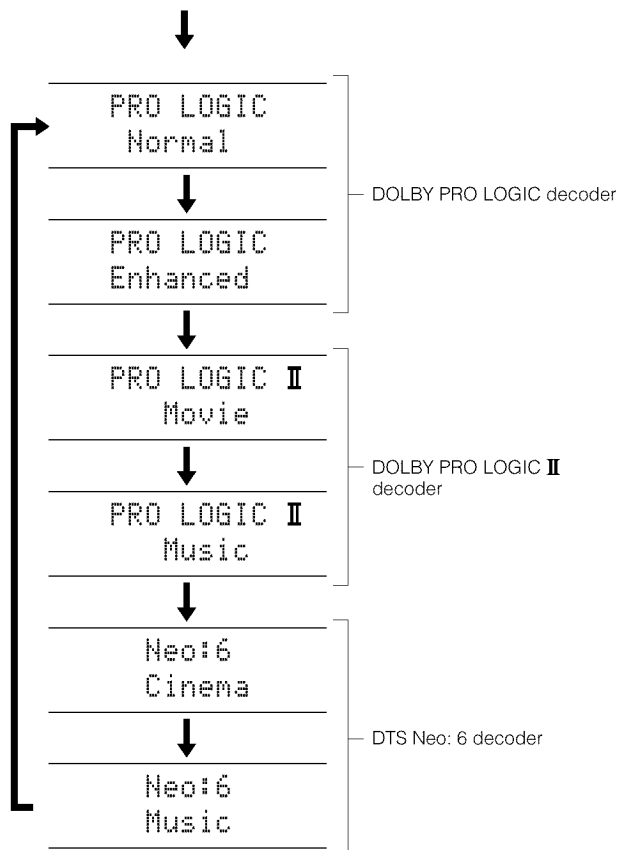 PRO LOGIC
Normal
DOLBY PRO LOGIC decoder
PRO LOGIC
Enhanced
PRO LOGIC II
Movie
DOLBY PRO LOGIC II
decoder
PRO LOGIC II
Music
Neo:6
Cinema
DTS Neo: 6 decoder
Neo:6
Music